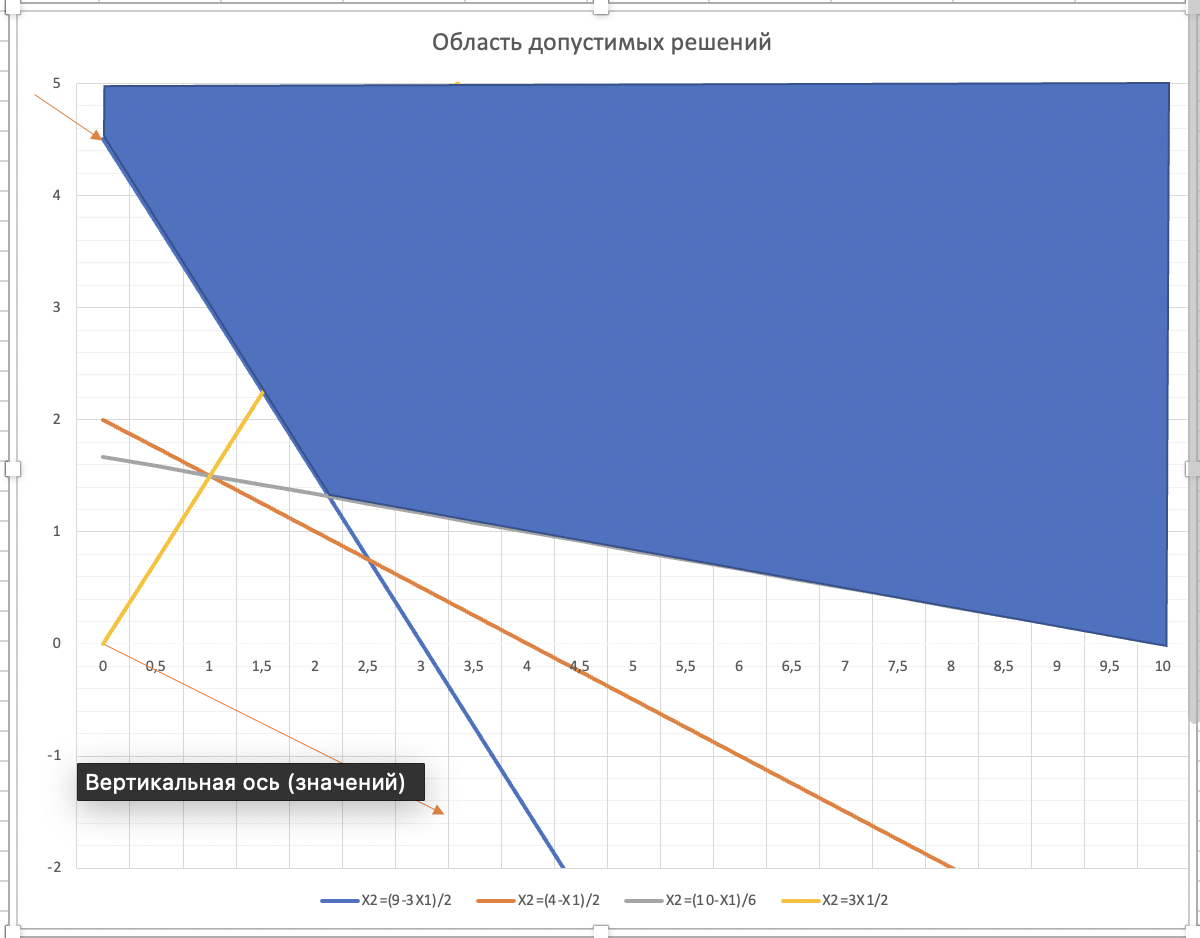 Область допустимых решений
5
4
3
2
1
0
0 0,5 1 1,5 2 2,5 3 3,5 4 4,5 5 5,5 6 6,5 7 7,5 8 8,5 9 9,5 10
-1
Вертикальная ось (значений)
-2
X2=(9-3X1)/2 X2=(4-X1)/2 X2=(10-X1)/6 X2=3X1/2